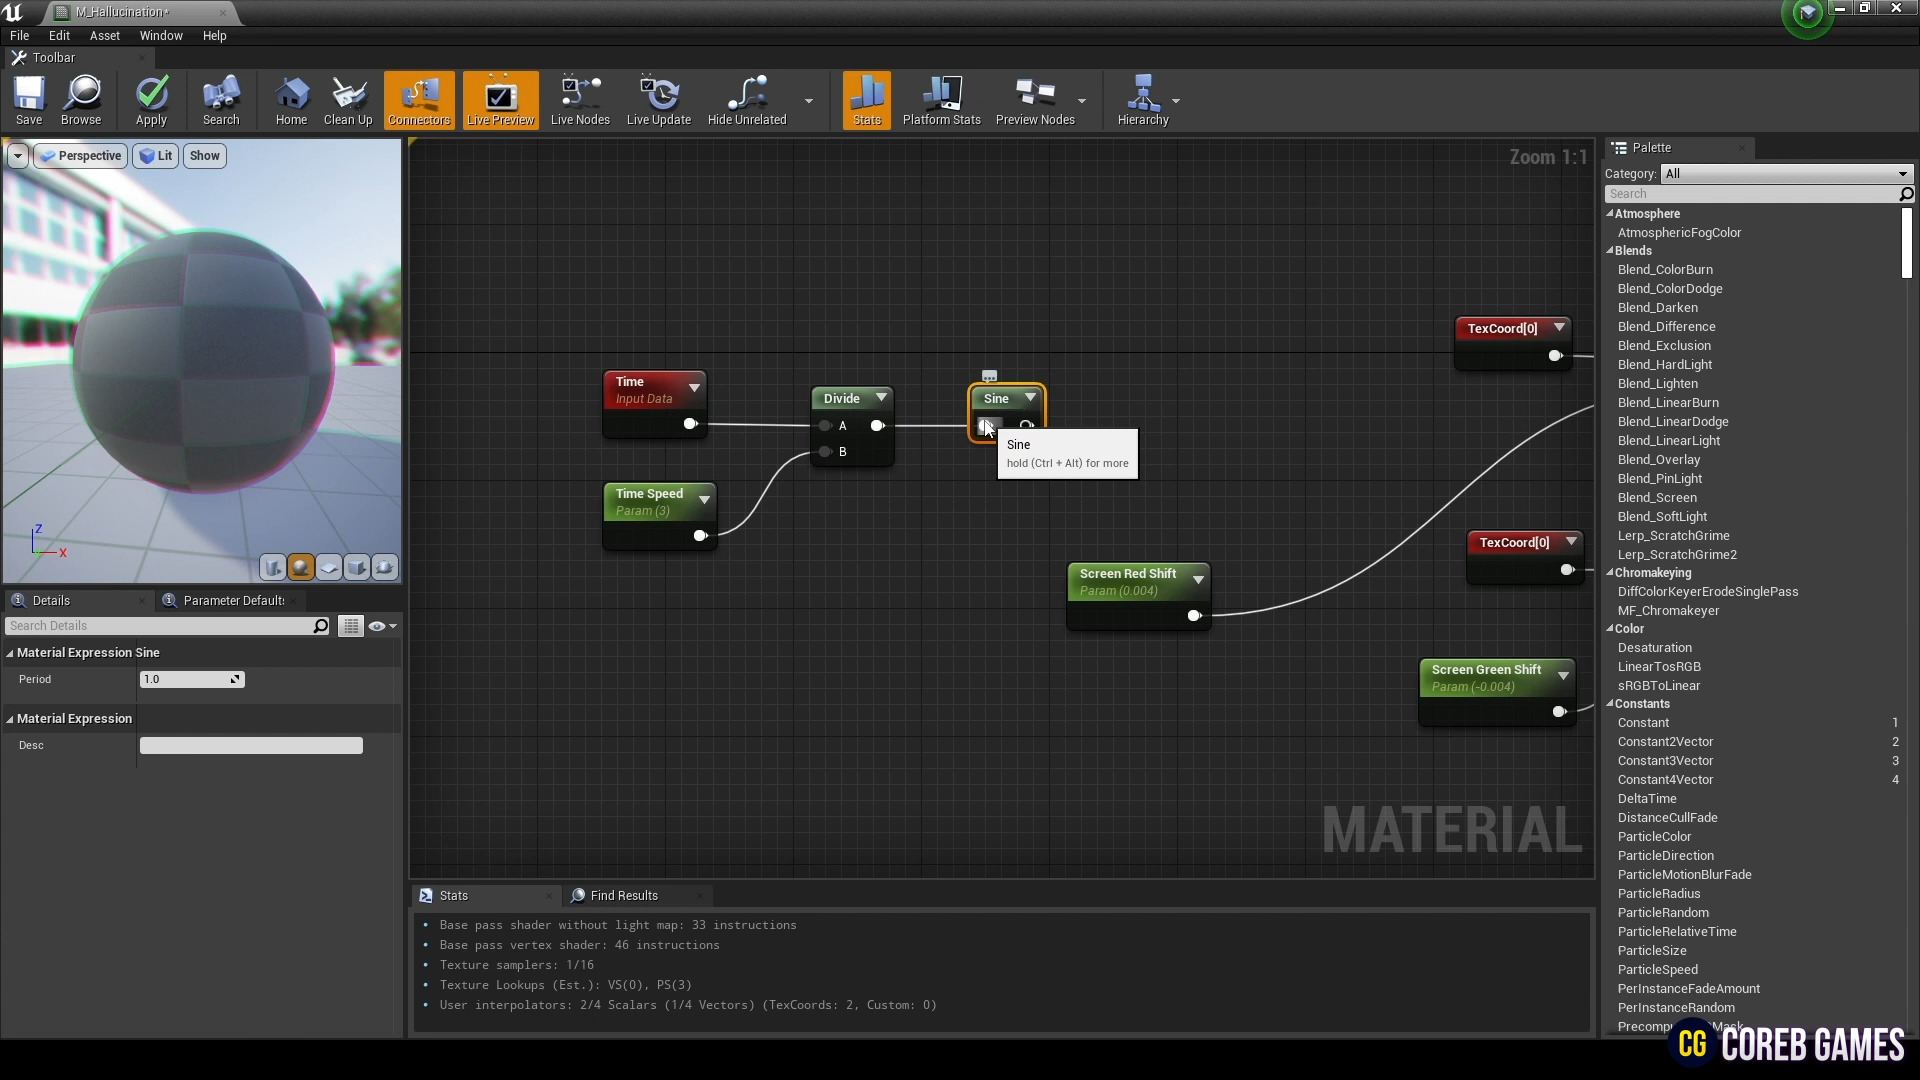 M_Hallucination*
File Edit Asset Window Help
Toolbar
Save Browse Apply Search Home Clean Up Connectors Live Preview Live Nodes Live Update Hide Unrelated Stats Platform Stats Preview Nodes Hierarchy
Perspective Lit Show
Z
X
Details
Parameter Defaults
Search Details
Material Expression Sine
Period 1.0
Material Expression
Desc
Zoom 1:1
Time
Input Data
Time Speed
Param (3)
Divide
A
B
Sine
Sine
hold (Ctrl + Alt) for more
Screen Red Shift
Param (0.004)
TexCoord[0]
TexCoord[0]
Screen Green Shift
Param (-0.004)
MATERIAL
Stats
Find Results
Base pass shader without light map: 33 instructions
Base pass vertex shader: 46 instructions
Texture samplers: 1/16
Texture Lookups (Est.): VS(0), PS(3)
User interpolators: 2/4 Scalars (1/4 Vectors) (TexCoords: 2, Custom: 0)
Palette
Category: All
Search
Atmosphere
AtmosphericFogColor
Blends
Blend_ColorBurn
Blend_ColorDodge
Blend_Darken
Blend_Difference
Blend_Exclusion
Blend_HardLight
Blend_Lighten
Blend_LinearBurn
Blend_LinearDodge
Blend_LinearLight
Blend_Overlay
Blend_PinLight
Blend_Screen
Blend_SoftLight
Lerp_ScratchGrime
Lerp_ScratchGrime2
Chromakeying
DiffColorKeyerErodeSinglePass
MF_Chromakeyer
Color
Desaturation
LinearTosRGB
sRGBToLinear
Constants
Constant 1
Constant2Vector 2
Constant3Vector 3
Constant4Vector 4
DeltaTime
DistanceCullFade
ParticleColor
ParticleDirection
ParticleMotionBlurFade
ParticleRadius
ParticleRandom
ParticleRelativeTime
ParticleSize
ParticleSpeed
PerInstanceFadeAmount
PerInstanceRandom
CG COREB GAMES